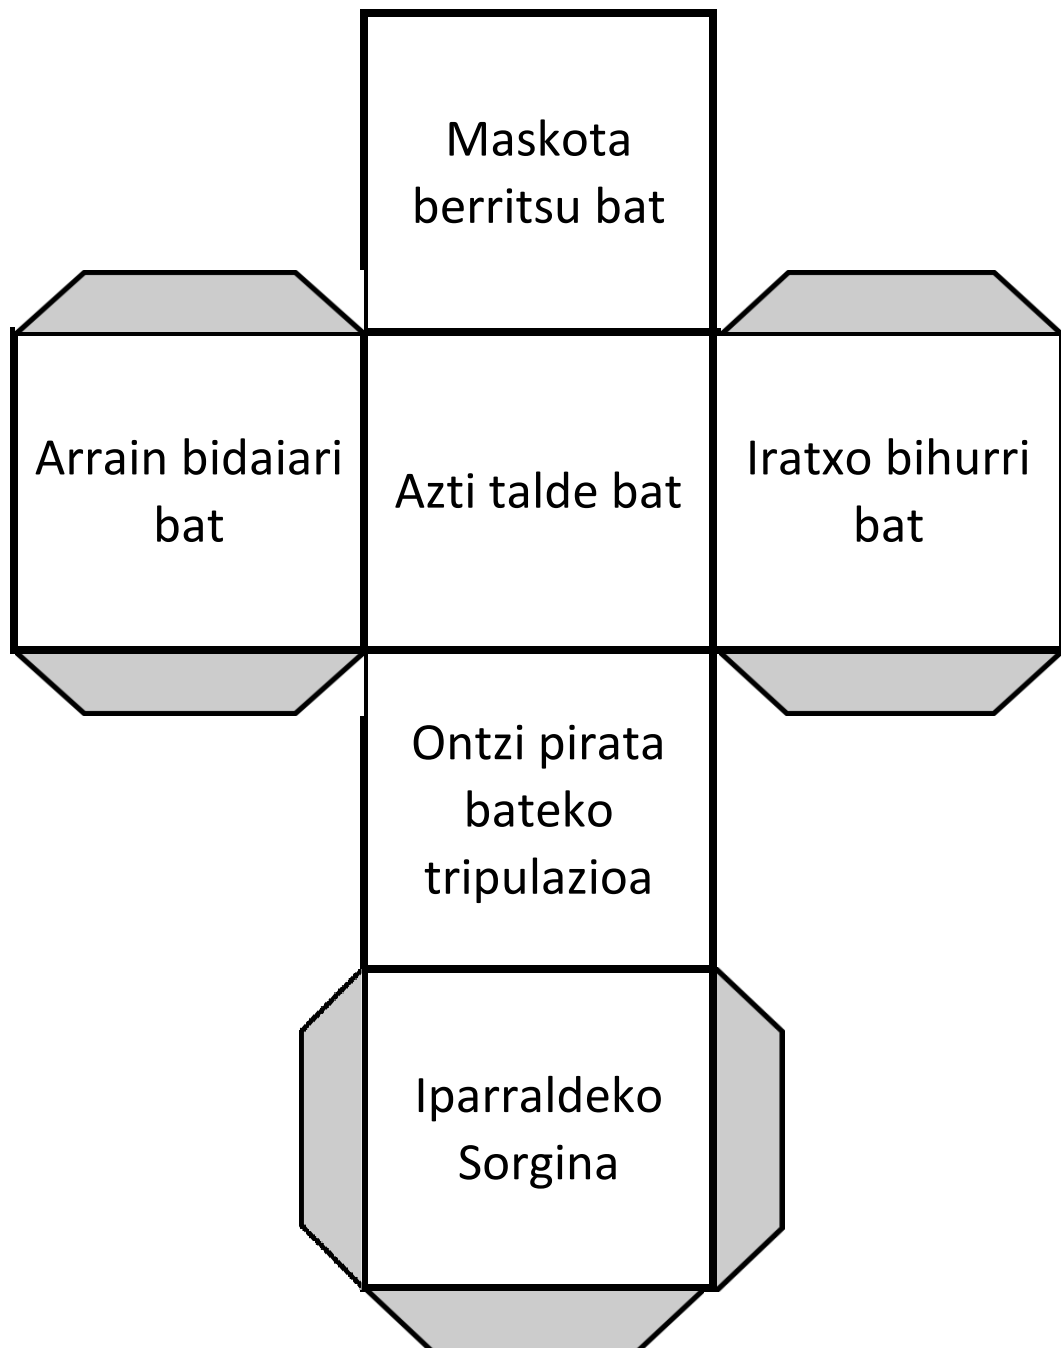 Maskota
berritsu bat
Arrain bidaiari
bat
Azti talde bat
Iratxo bihurri
bat
Ontzi pirata
bateko
tripulazioa
Iparraldeko
Sorgina